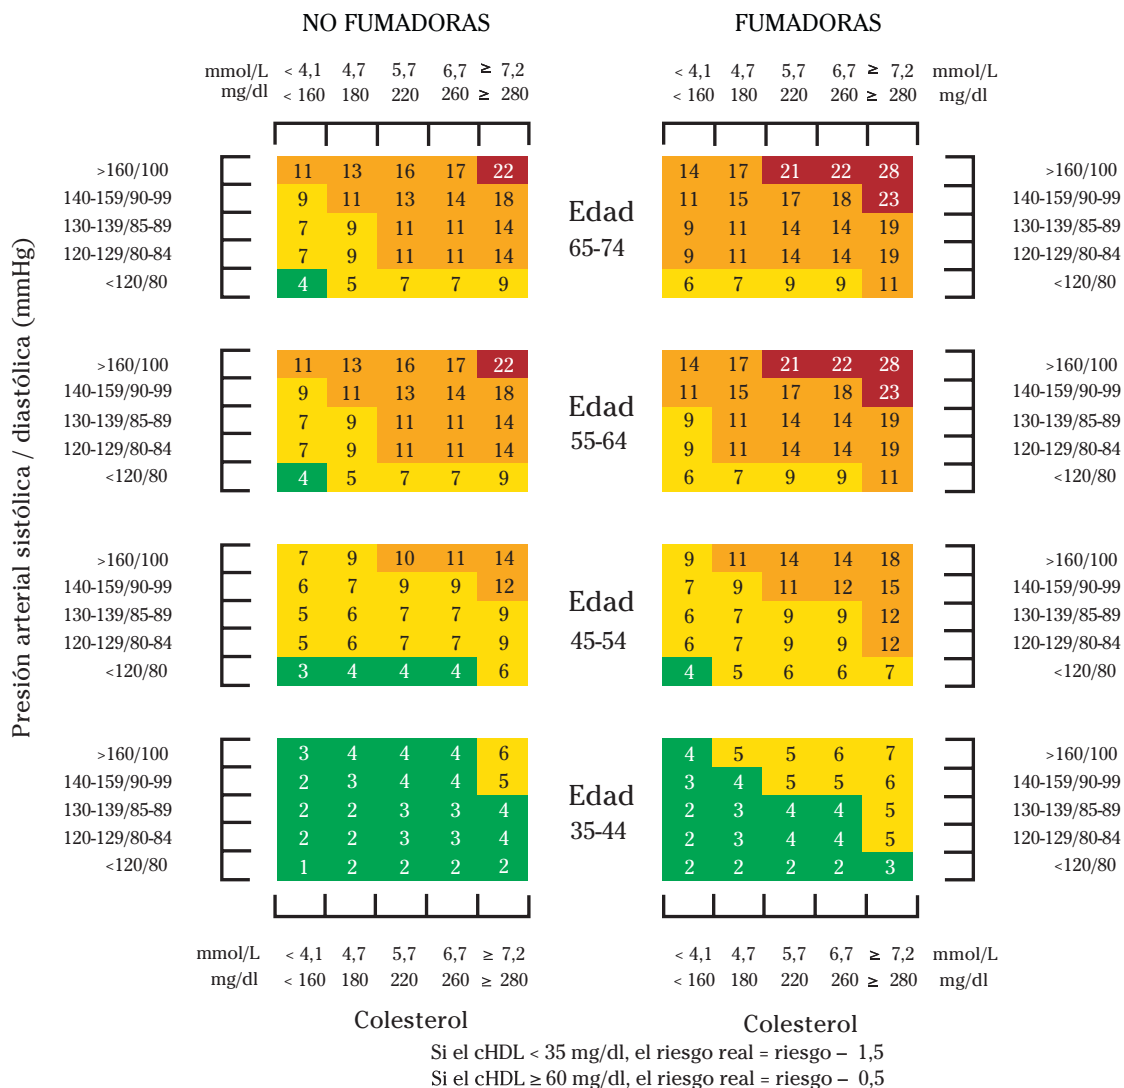 NO FUMADORAS FUMADORAS
mmol/L < 4,1 4,7 5,7 6,7 ≥ 7,2 < 4,1 4,7 5,7 6,7 ≥ 7,2 mmol/L
mg/dl < 160 180 220 260 ≥ 280 < 160 180 220 260 ≥ 280 mg/dl
Presión arterial sistólica / diastólica (mmHg)
>160/100 11 13 16 17 22 14 17 21 22 28 >160/100
140-159/90-99 9 11 13 14 18 Edad 11 15 17 18 23 140-159/90-99
130-139/85-89 7 9 11 11 14 65-74 9 11 14 14 19 130-139/85-89
120-129/80-84 7 9 11 11 14 9 11 14 14 19 120-129/80-84
<120/80 4 5 7 7 9 6 7 9 9 11 <120/80
>160/100 11 13 16 17 22 14 17 21 22 28 >160/100
140-159/90-99 9 11 13 14 18 Edad 11 15 17 18 23 140-159/90-99
130-139/85-89 7 9 11 11 14 55-64 9 11 14 14 19 130-139/85-89
120-129/80-84 7 9 11 11 14 9 11 14 14 19 120-129/80-84
<120/80 4 5 7 7 9 6 7 9 9 11 <120/80
>160/100 7 9 10 11 14 9 11 14 14 18 >160/100
140-159/90-99 6 7 9 9 12 Edad 7 9 11 12 15 140-159/90-99
130-139/85-89 5 6 7 7 9 45-54 6 7 9 9 12 130-139/85-89
120-129/80-84 5 6 7 7 9 6 7 9 9 12 120-129/80-84
<120/80 3 4 4 4 6 4 5 6 6 7 <120/80
>160/100 3 4 4 4 6 4 5 5 6 7 >160/100
140-159/90-99 2 3 4 4 5 Edad 3 4 5 5 6 140-159/90-99
130-139/85-89 2 2 3 3 4 35-44 2 3 4 4 5 130-139/85-89
120-129/80-84 2 2 3 3 4 2 3 4 4 5 120-129/80-84
<120/80 1 2 2 2 2 2 2 2 2 3 <120/80
mmol/L < 4,1 4,7 5,7 6,7 ≥ 7,2 < 4,1 4,7 5,7 6,7 ≥ 7,2 mmol/L
mg/dl < 160 180 220 260 ≥ 280 < 160 180 220 260 ≥ 280 mg/dl
Colesterol Colesterol
Si el cHDL < 35 mg/dl, el riesgo real = riesgo – 1,5
Si el cHDL ≥ 60 mg/dl, el riesgo real = riesgo – 0,5